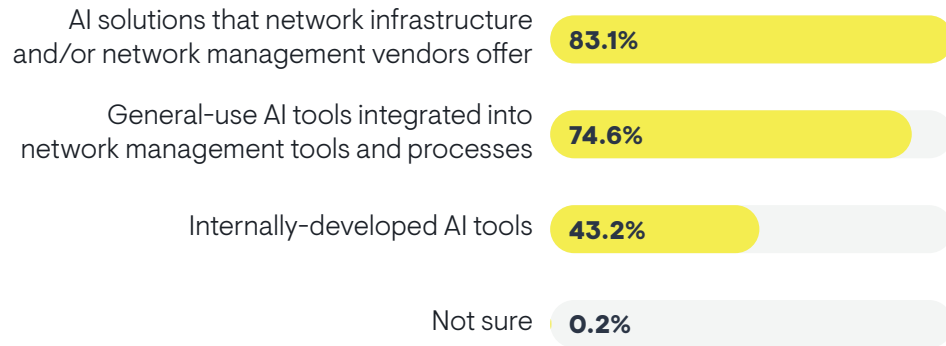 AI solutions that network infrastructure
and/or network management vendors offer
83.1%
General-use AI tools integrated into
network management tools and processes
74.6%
Internally-developed AI tools
43.2%
Not sure
0.2%